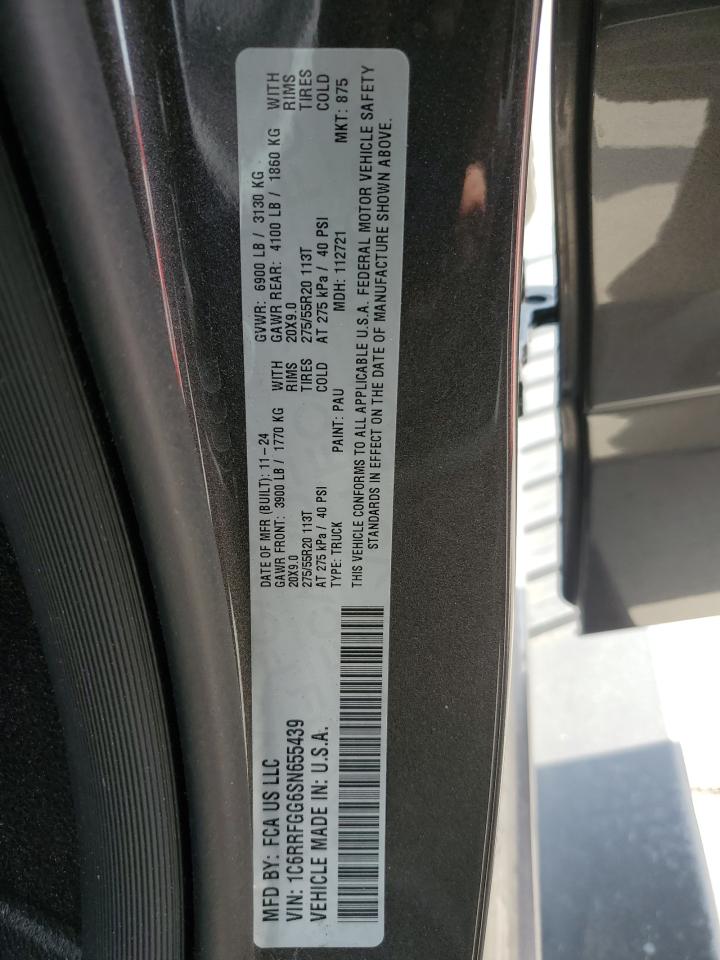 MFD BY: FCA US LLC
VIN: 1C6RRFGG6SN655439
VEHICLE MADE IN: U.S.A.
DATE OF MFR (BUILT): 11-24 GVWR: 6900 LB / 3130 KG
GAWR FRONT: 3900 LB / 1770 KG WITH GAWR REAR: 4100 LB / 1860 KG WITH
20X9.0 RIMS 20X9.0 RIMS
275/55R20 113T TIRES 275/55R20 113T TIRES
AT 275 kPa / 40 PSI COLD AT 275 kPa / 40 PSI COLD
TYPE: TRUCK PAINT: PAU MDH: 112721 MKT: 875
THIS VEHICLE CONFORMS TO ALL APPLICABLE U.S.A. FEDERAL MOTOR VEHICLE SAFETY
STANDARDS IN EFFECT ON THE DATE OF MANUFACTURE SHOWN ABOVE.